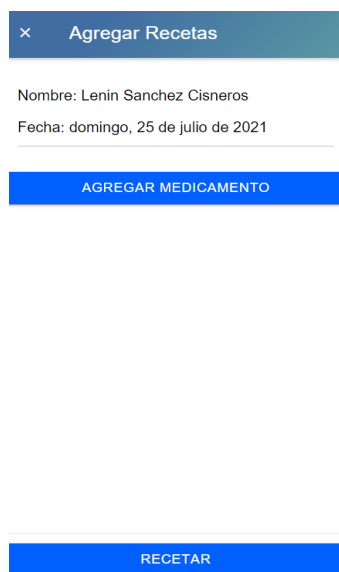 × Agregar Recetas
Nombre: Lenin Sanchez Cisneros
Fecha: domingo, 25 de julio de 2021
AGREGAR MEDICAMENTO
RECETAR